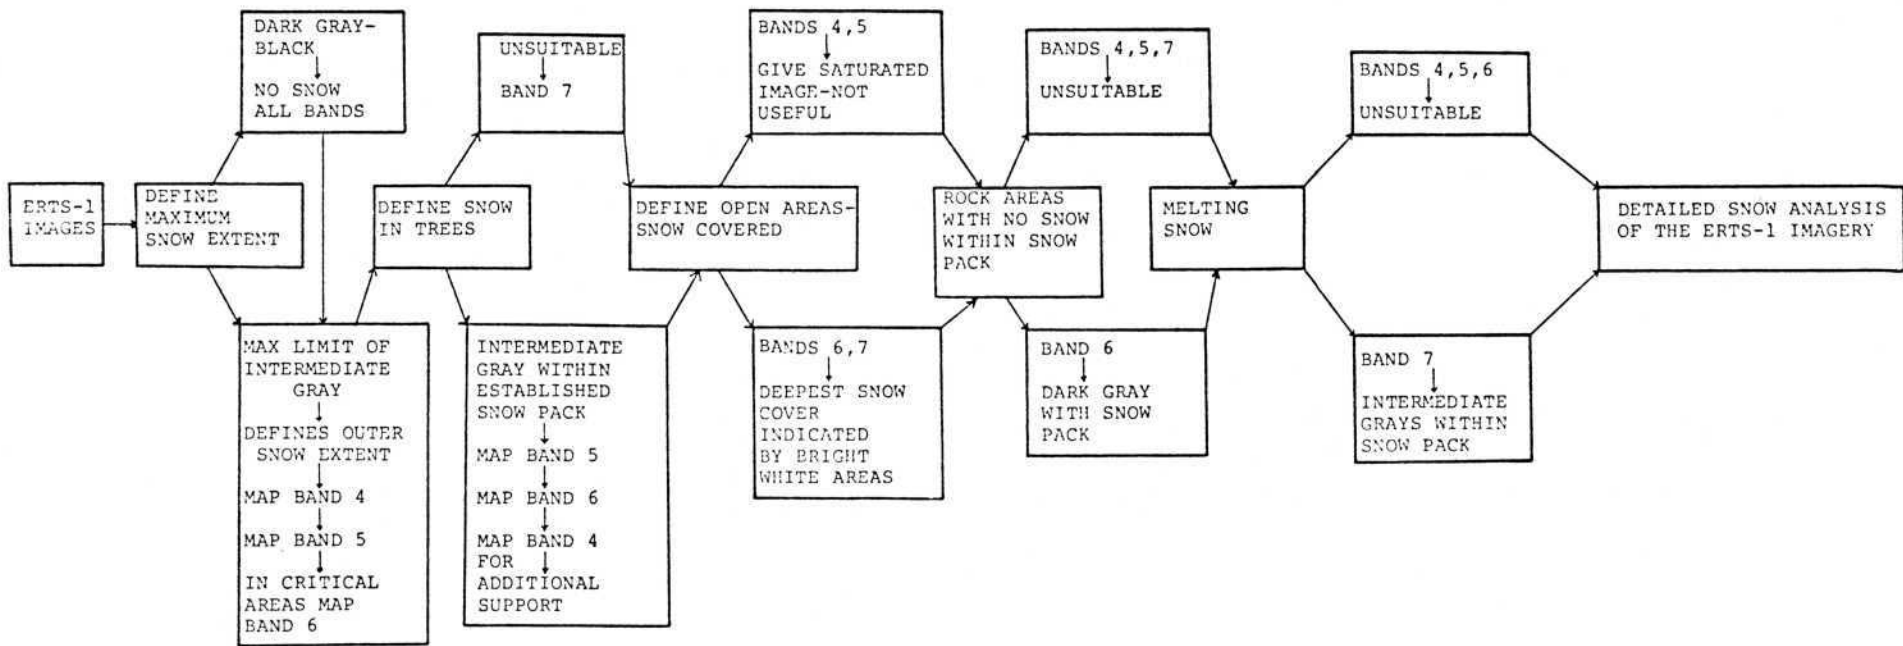 ERTS-1
IMAGES
DEFINE
MAXIMUM
SNOW EXTENT
DARK GRAY-
BLACK
NO SNOW
ALL BANDS
MAX LIMIT OF
INTERMEDIATE
GRAY
DEFINES OUTER
SNOW EXTENT
MAP BAND 4
MAP BAND 5
IN CRITICAL
AREAS MAP
BAND 6
DEFINE SNOW
IN TREES
UNSUITABLE
BAND 7
INTERMEDIATE
GRAY WITHIN
ESTABLISHED
SNOW PACK
MAP BAND 5
MAP BAND 6
MAP BAND 4
FOR
ADDITIONAL
SUPPORT
DEFINE OPEN AREAS-
SNOW COVERED
BANDS 4,5
GIVE SATURATED
IMAGE-NOT
USEFUL
BANDS 6,7
DEEPEST SNOW
COVER
INDICATED
BY BRIGHT
WHITE AREAS
ROCK AREAS
WITH NO SNOW
WITHIN SNOW
PACK
BANDS 4,5,7
UNSUITABLE
BAND 6
DARK GRAY
WITH SNOW
PACK
MELTING
SNOW
BANDS 4,5,6
UNSUITABLE
BAND 7
INTERMEDIATE
GRAYS WITHIN
SNOW PACK
DETAILED SNOW ANALYSIS
OF THE ERTS-1 IMAGERY